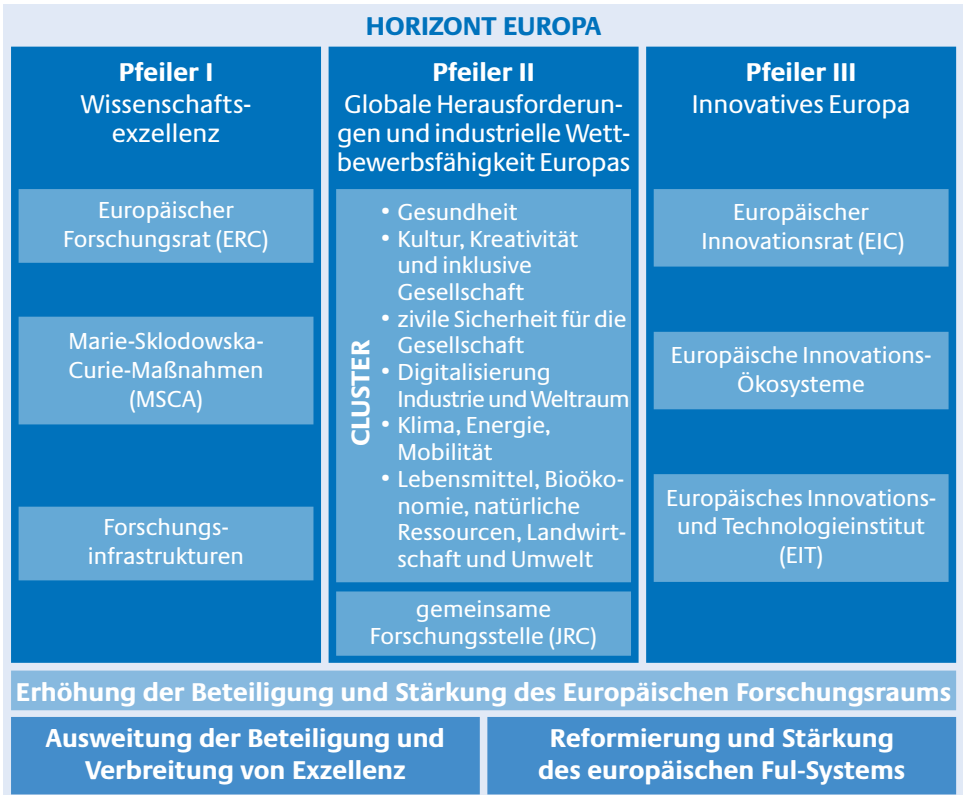 HORIZONT EUROPA
Pfeiler I
Wissenschafts-
exzellenz
Europäischer
Forschungsrat (ERC)
Marie-Sklodowska-
Curie-Maßnahmen
(MSCA)
Forschungs-
infrastrukturen
Pfeiler II
Globale Herausforderun-
gen und industrielle Wett-
bewerbsfähigkeit Europas
CLUSTER
• Gesundheit
• Kultur, Kreativität
und inklusive
Gesellschaft
• zivile Sicherheit für die
Gesellschaft
• Digitalisierung
Industrie und Weltraum
• Klima, Energie,
Mobilität
• Lebensmittel, Bioöko-
nomie, natürliche
Ressourcen, Landwirt-
schaft und Umwelt
gemeinsame
Forschungsstelle (JRC)
Pfeiler III
Innovatives Europa
Europäischer
Innovationsrat (EIC)
Europäische Innovations-
Ökosysteme
Europäisches Innovations-
und Technologieinstitut
(EIT)
Erhöhung der Beteiligung und Stärkung des Europäischen Forschungsraums
Ausweitung der Beteiligung und
Verbreitung von Exzellenz
Reformierung und Stärkung
des europäischen FuI-Systems